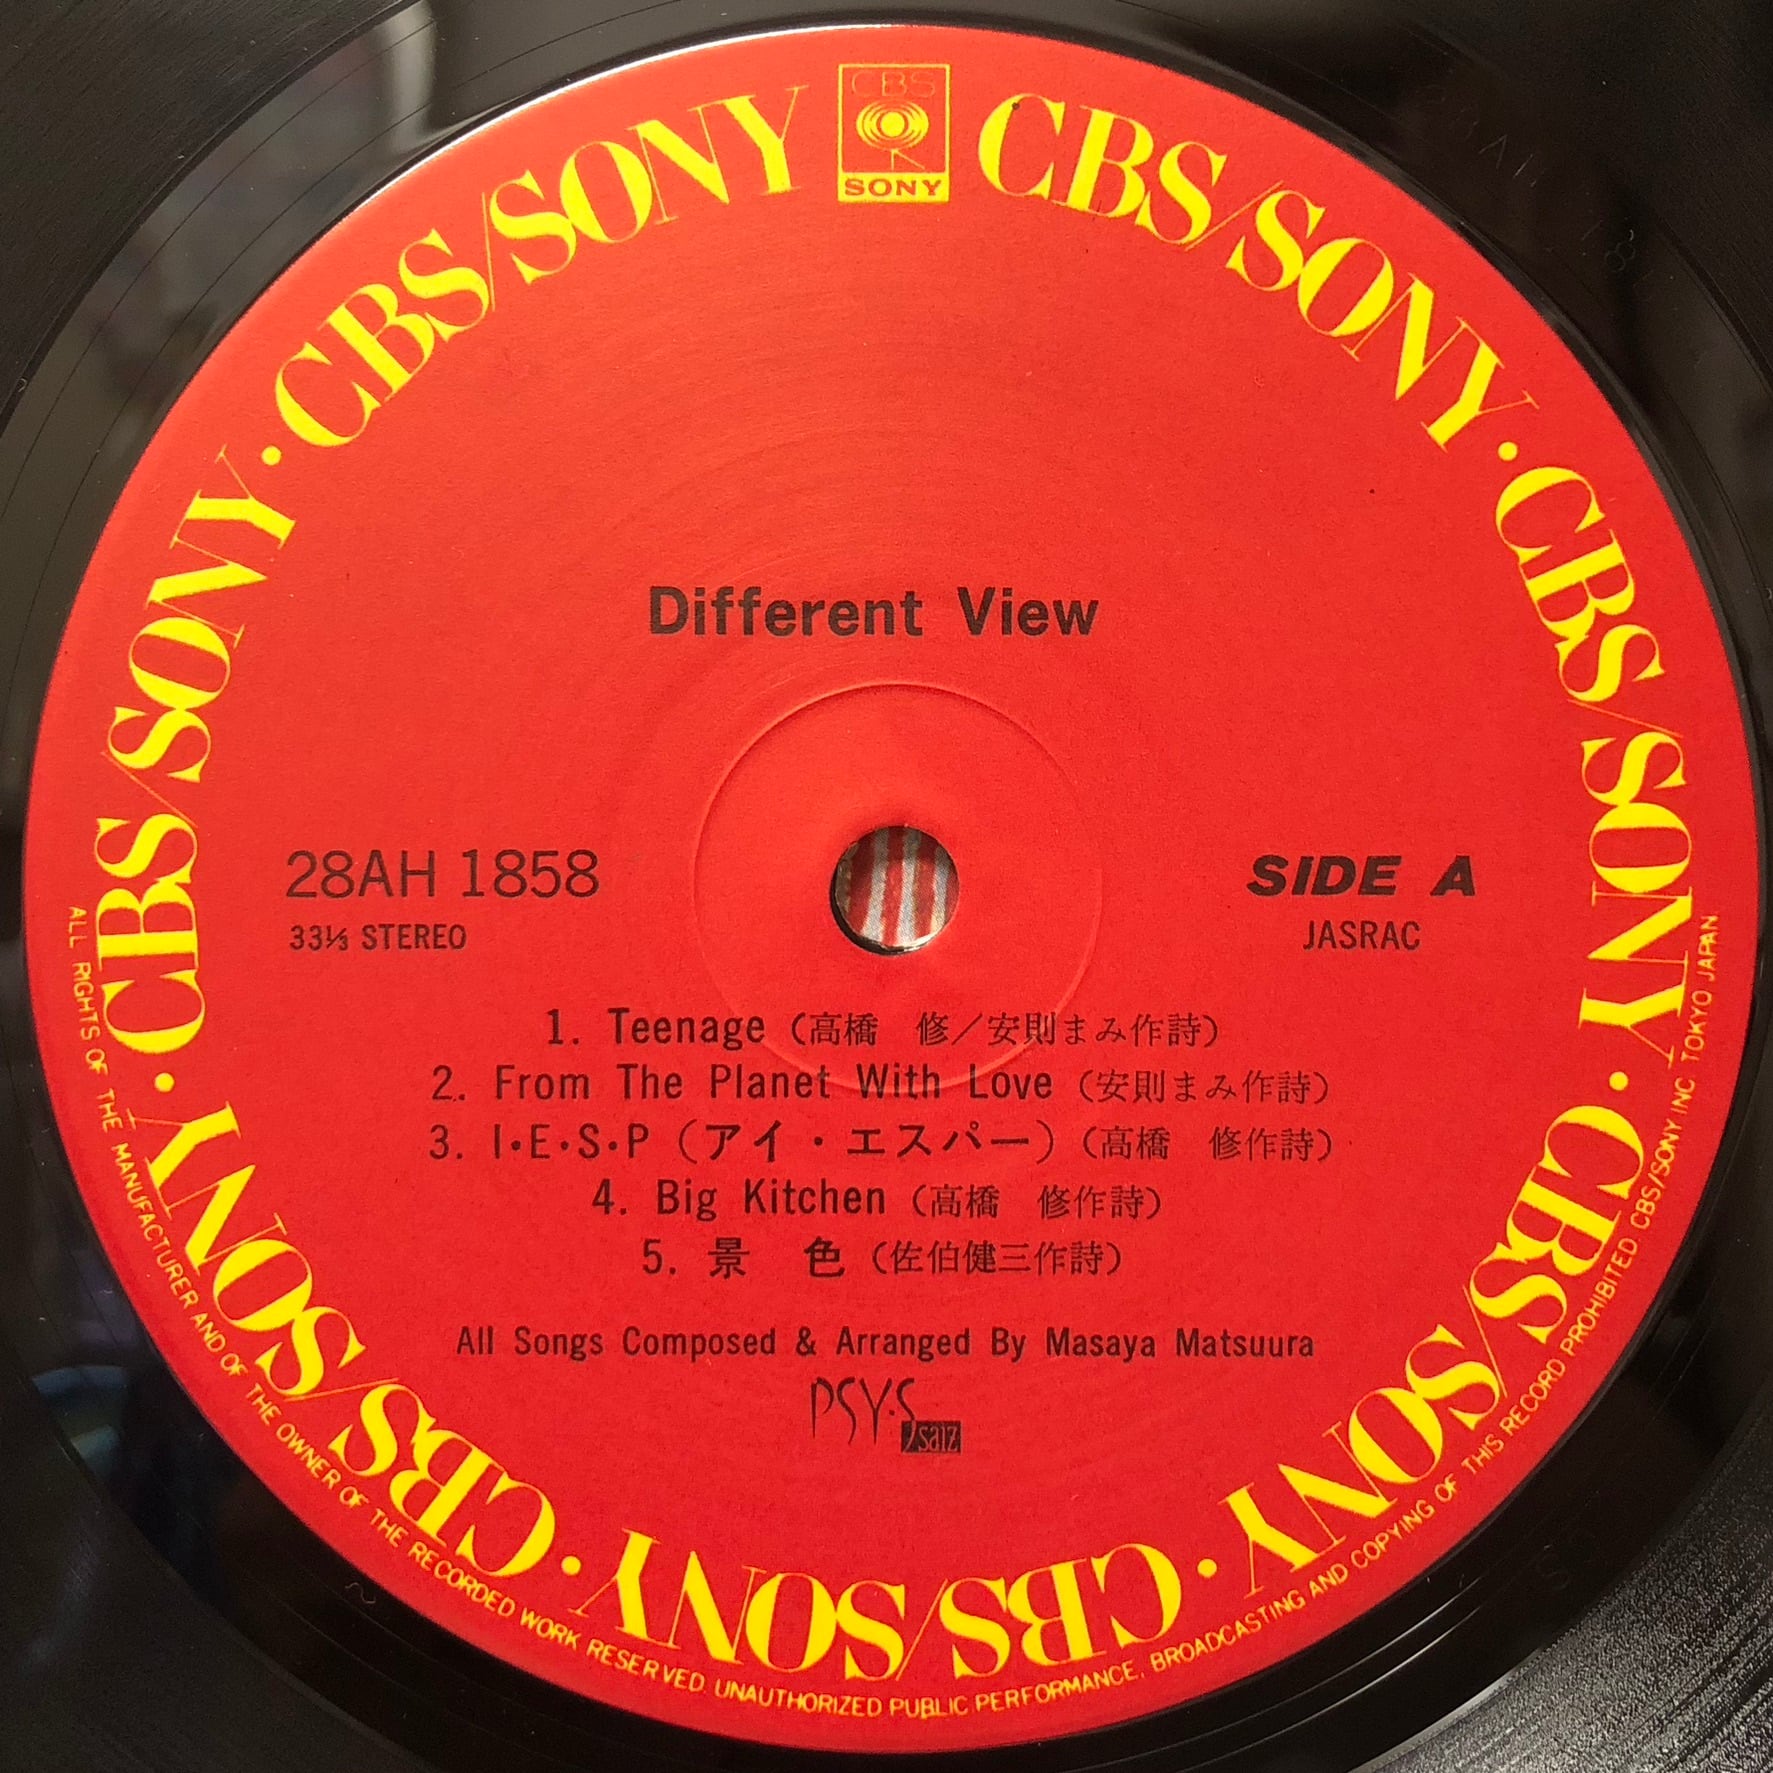 CBS
SONY
CBS/SONY · CBS/SONY · CBS/SONY · CBS/SONY · CBS/SONY · CBS/SONY · CBS/SONY · CBS/SONY
Different View
28AH 1858
33⅓ STEREO
SIDE A
JASRAC
1. Teenage (高橋　修／安則まみ作詩)
2. From The Planet With Love (安則まみ作詩)
3. I・E・S・P (アイ・エスパー) (高橋　修作詩)
4. Big Kitchen (高橋　修作詩)
5. 景　色 (佐伯健三作詩)
All Songs Composed & Arranged By Masaya Matsuura
PSY·S
saiz
ALL RIGHTS OF THE MANUFACTURER AND OF THE OWNER OF THE RECORDED WORK RESERVED. UNAUTHORIZED PUBLIC PERFORMANCE, BROADCASTING AND COPYING OF THIS RECORD PROHIBITED. CBS/SONY INC. TOKYO JAPAN